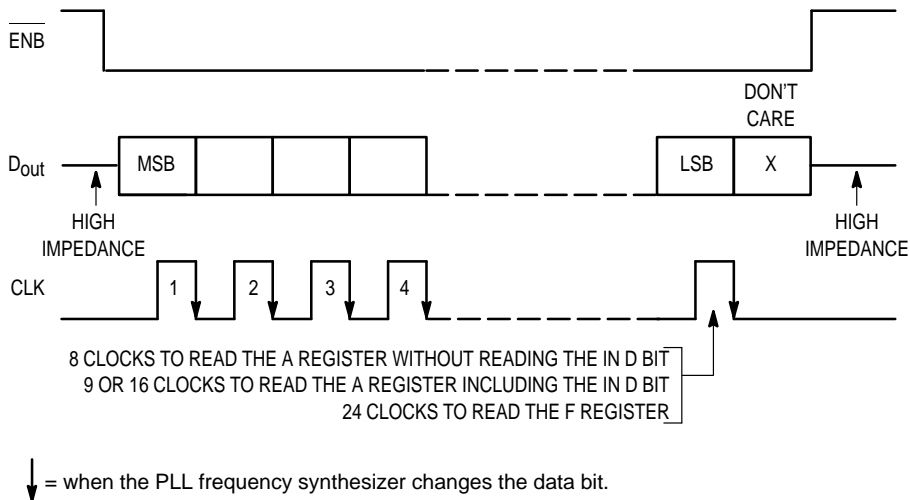 ENB
DON'T
CARE
Dout
MSB
LSB
X
HIGH
IMPEDANCE
HIGH
IMPEDANCE
CLK
1
2
3
4
8 CLOCKS TO READ THE A REGISTER WITHOUT READING THE IN D BIT
9 OR 16 CLOCKS TO READ THE A REGISTER INCLUDING THE IN D BIT
24 CLOCKS TO READ THE F REGISTER
= when the PLL frequency synthesizer changes the data bit.